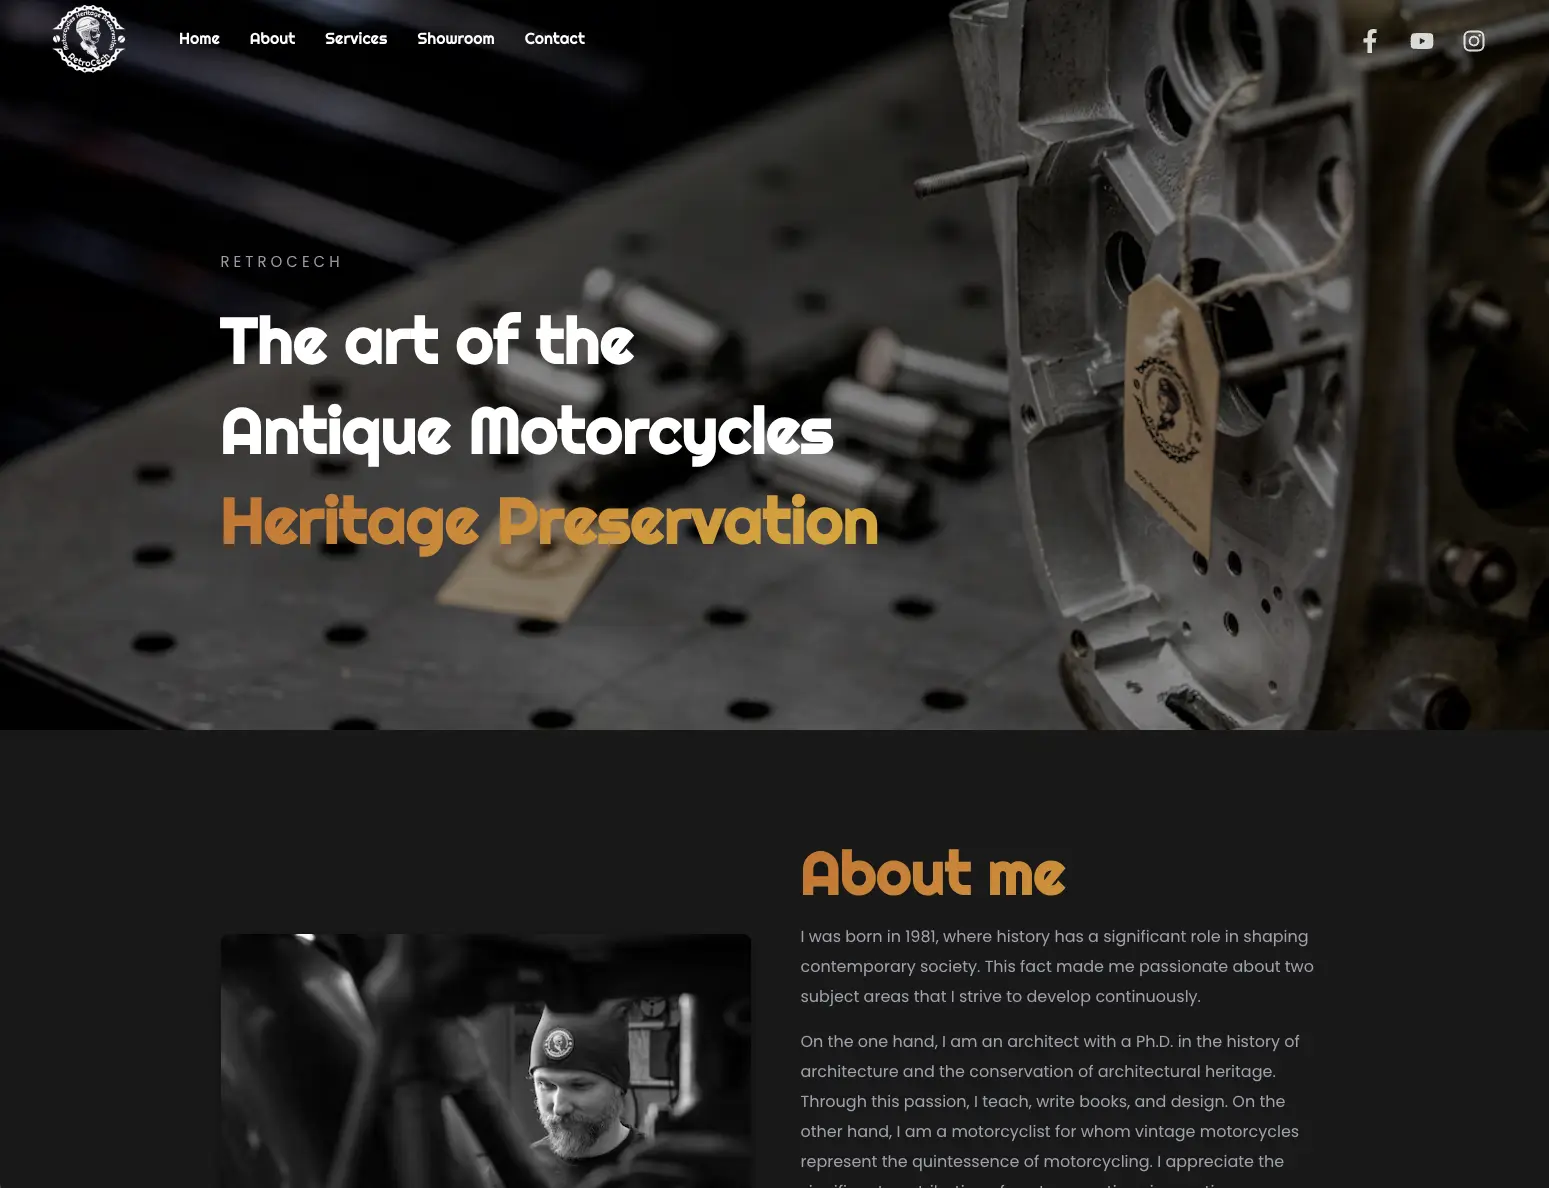 Home About Services Showroom Contact
RETROCECH
The art of the
Antique Motorcycles
Heritage Preservation
About me
I was born in 1981, where history has a significant role in shaping
contemporary society. This fact made me passionate about two
subject areas that I strive to develop continuously.
On the one hand, I am an architect with a Ph.D. in the history of
architecture and the conservation of architectural heritage.
Through this passion, I teach, write books, and design. On the
other hand, I am a motorcyclist for whom vintage motorcycles
represent the quintessence of motorcycling. I appreciate the